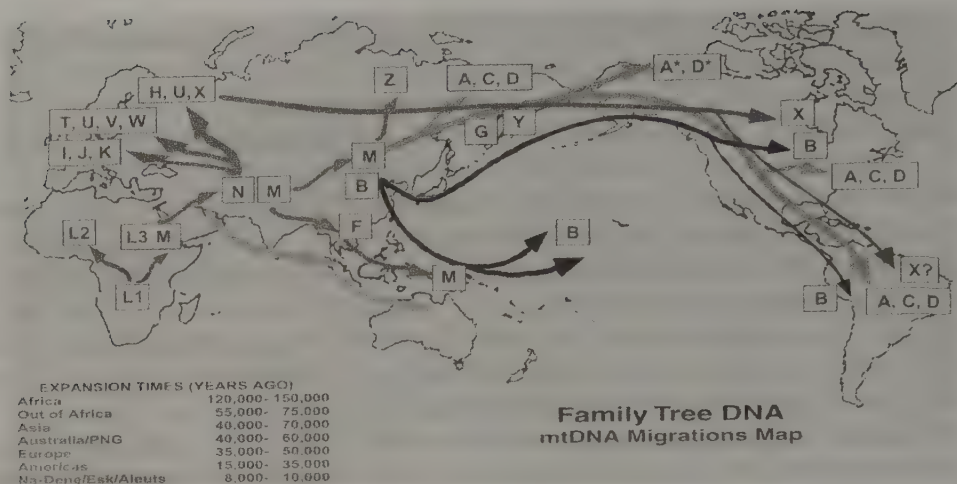 Z
A, C, D
A*, D*
H, U, X
T, U, V, W
G
Y
X
I, J, K
M
B
N
M
B
A, C, D
L2
L3 M
F
B
M
L1
X?
B
A, C, D
EXPANSION TIMES (YEARS AGO)
Africa 120,000- 150,000
Out of Africa 55,000- 75,000
Asia 40,000- 70,000
Australia/PNG 40,000- 60,000
Europe 35,000- 50,000
Americas 15,000- 35,000
Na-Dene/Esk/Aleuts 8,000- 10,000
Family Tree DNA
mtDNA Migrations Map